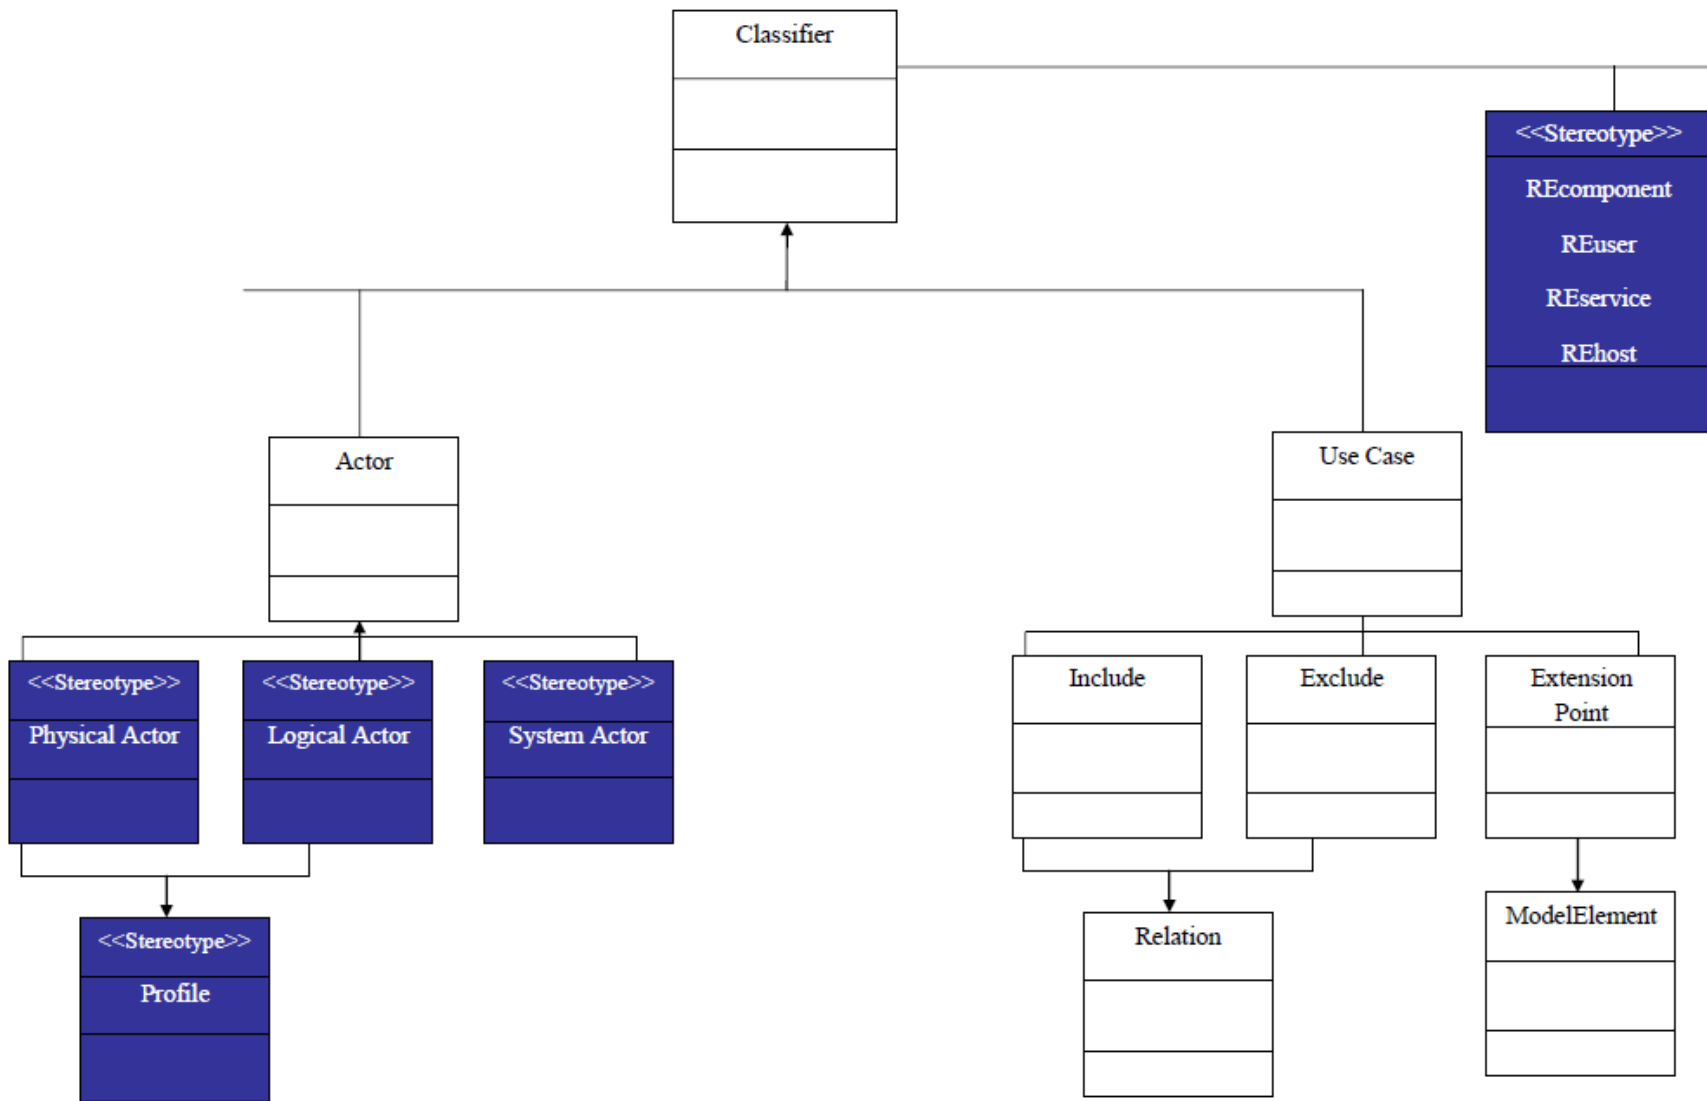 Classifier
<<Stereotype>>
REcomponent
REuser
REservice
REhost
Actor
Use Case
<<Stereotype>>
Physical Actor
<<Stereotype>>
Logical Actor
<<Stereotype>>
System Actor
Include
Exclude
Extension
Point
<<Stereotype>>
Profile
Relation
ModelElement